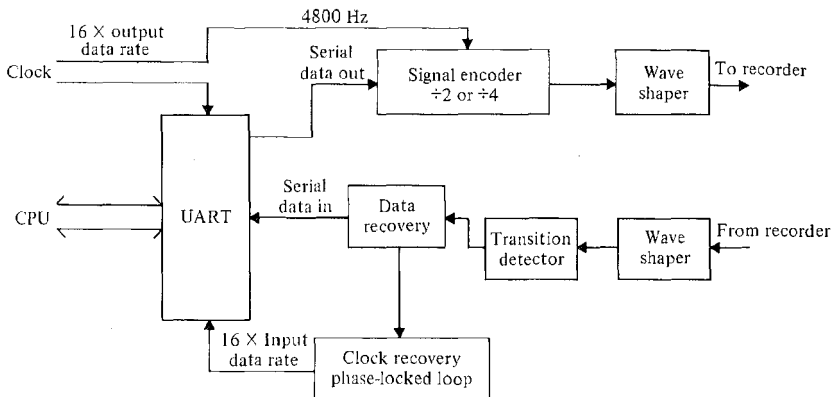 4800 Hz
16 X output
data rate
Clock
Serial
data out
Signal encoder
÷2 or ÷4
Wave
shaper
To recorder
CPU
UART
Serial
data in
Data
recovery
Transition
detector
Wave
shaper
From recorder
16 X Input
data rate
Clock recovery
phase-locked loop